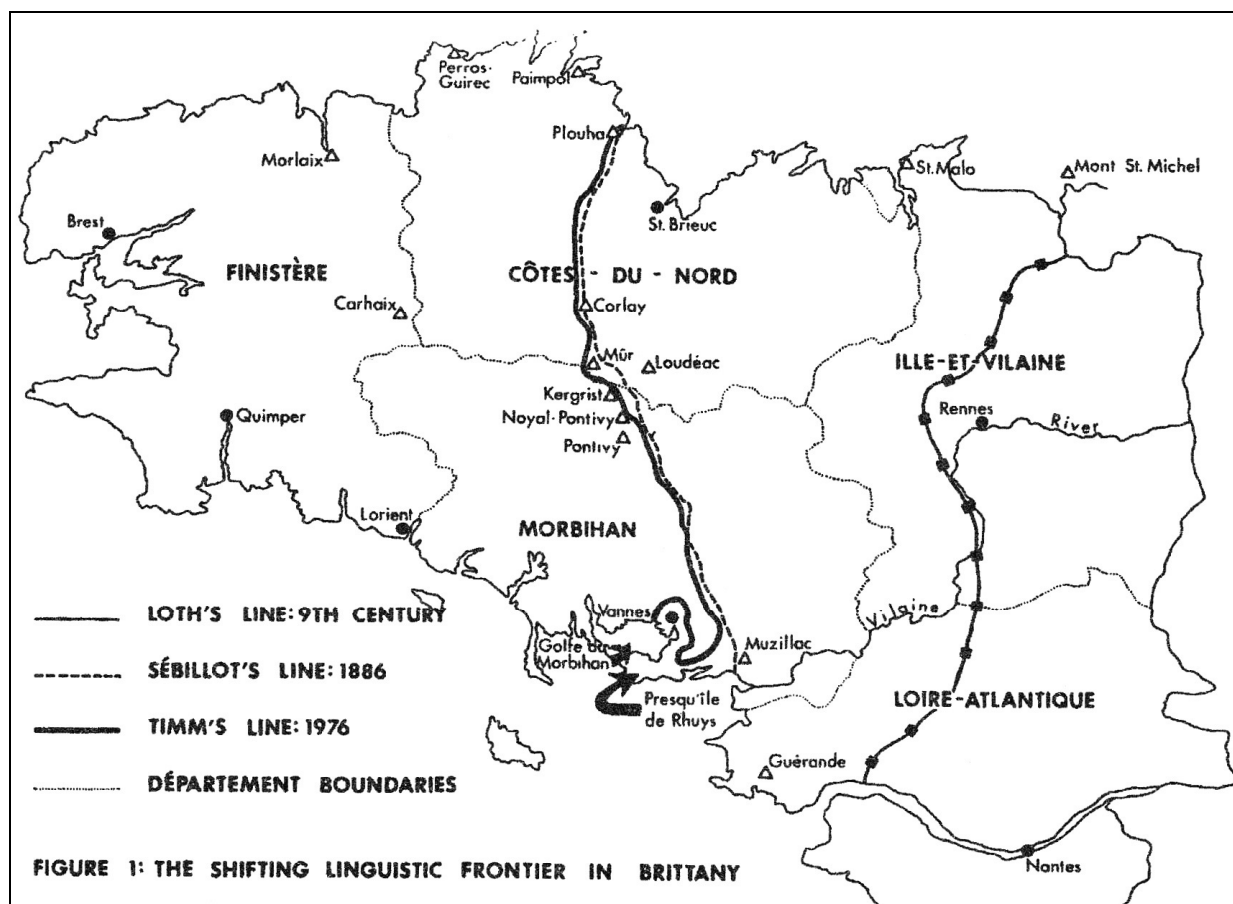 Perros-
Guirec
Paimpol
Plouha
Morlaix
St. Malo
Mont St. Michel
Brest
St. Brieuc
FINISTÈRE
CÔTES - DU - NORD
Carhaix
Corlay
Mûr
Loudéac
ILLE-ET-VILAINE
Kergrist
Rennes
River
Quimper
Noyal-Pontivy
Pontivy
Lorient
MORBIHAN
Vannes
Vilaine
Golfe du
Morbihan
Muzillac
Presqu'île
de Rhuys
LOIRE-ATLANTIQUE
Guérande
Nantes
LOTH'S LINE: 9TH CENTURY
SÉBILLOT'S LINE: 1886
TIMM'S LINE: 1976
DÉPARTEMENT BOUNDARIES
FIGURE 1: THE SHIFTING LINGUISTIC FRONTIER IN BRITTANY